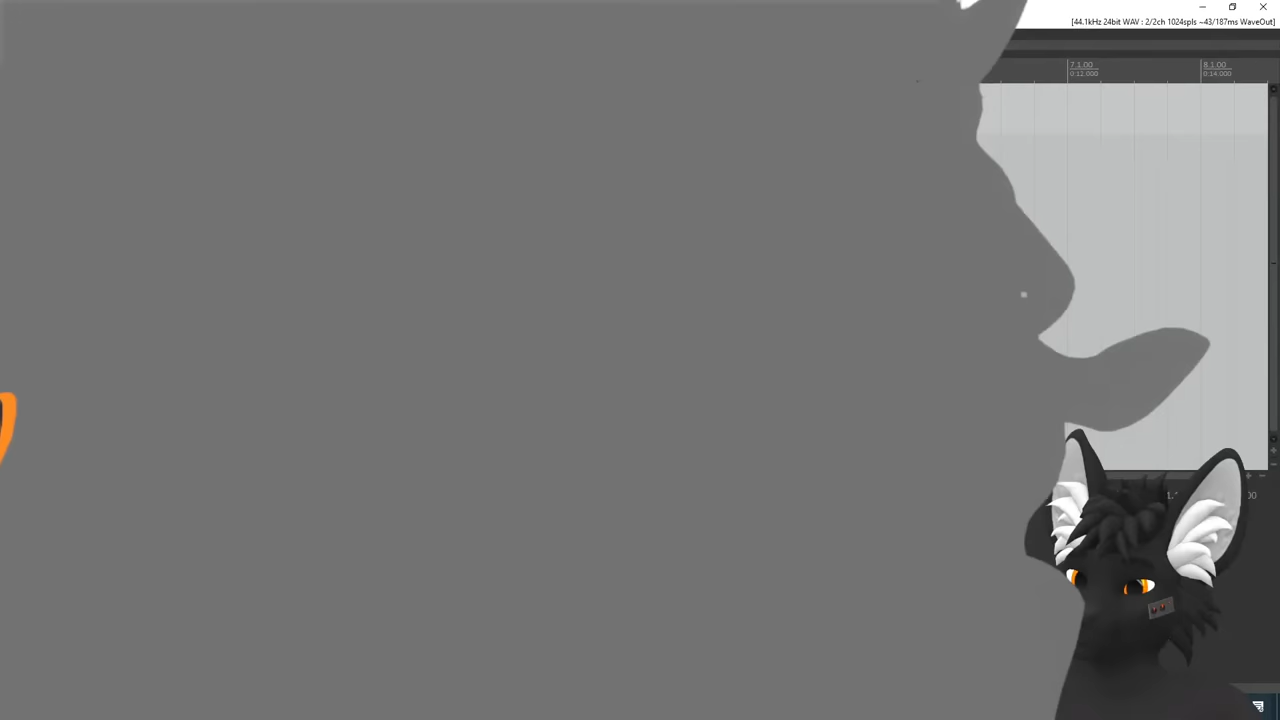 [44.1kHz 24bit WAV : 2/2ch 1024spls ~43/187ms WaveOut]
7.1.00
8.1.00
0:12.000
0:14.000